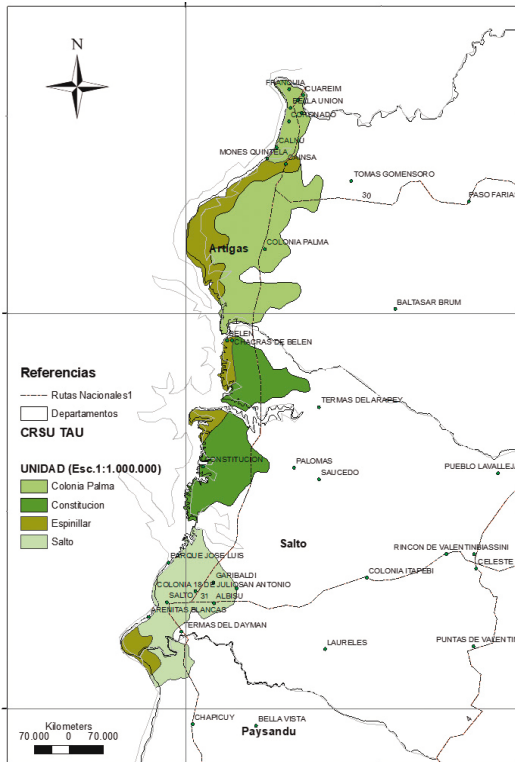 N
FRANQUIA
CUAREIM
BELLA UNION
CORONADO
CALNU
MONES QUINTELA
CAINSA
TOMAS GOMENSORO
30
PASO FARIAS
Artigas
COLONIA PALMA
BALTASAR BRUM
BELEN
CHACRAS DE BELEN
Referencias
Rutas Nacionales1
Departamentos
CRSU TAU
UNIDAD (Esc.1:1.000.000)
Colonia Palma
Constitucion
Espinillar
Salto
TERMAS DEL ARAPEY
CONSTITUCION
PALOMAS
SAUCEDO
PUEBLO LAVALLEJA
Salto
PARQUE JOSE LUIS
RINCON DE VALENTIN
BIASSINI
CELESTE
GARIBALDI
COLONIA 18 DE JULIO
SAN ANTONIO
COLONIA ITAPEBI
SALTO
31
ALBISU
ARENITAS BLANCAS
TERMAS DEL DAYMAN
LAURELES
PUNTAS DE VALENTIN
CHAPICUY
BELLA VISTA
4
Paysandu
Kilometers
70.000 0 70.000